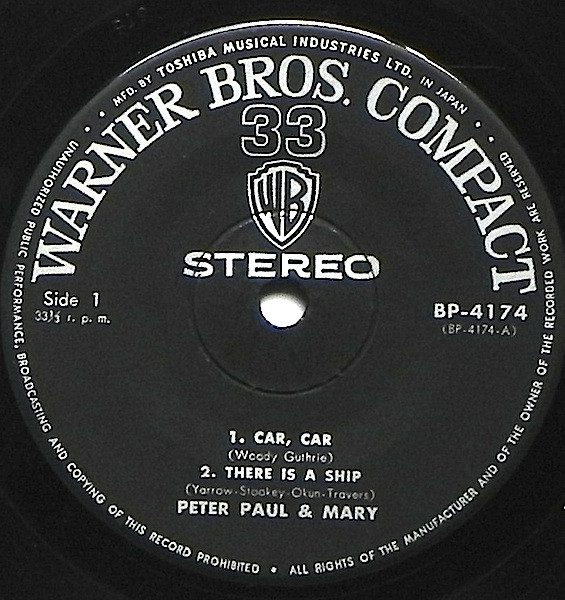 MFD. BY TOSHIBA MUSICAL INDUSTRIES LTD. IN JAPAN
WARNER BROS. COMPACT
33
WB
STEREO
Side 1
33⅓ r. p. m.
BP-4174
(BP-4174-A)
1. CAR, CAR
(Woody Guthrie)
2. THERE IS A SHIP
(Yarrow-Stookey-Okun-Travers)
PETER PAUL & MARY
UNAUTHORIZED PUBLIC PERFORMANCE, BROADCASTING AND COPYING OF THIS RECORD PROHIBITED • ALL RIGHTS OF THE MANUFACTURER AND OF THE OWNER OF THE RECORDED WORK ARE RESERVED